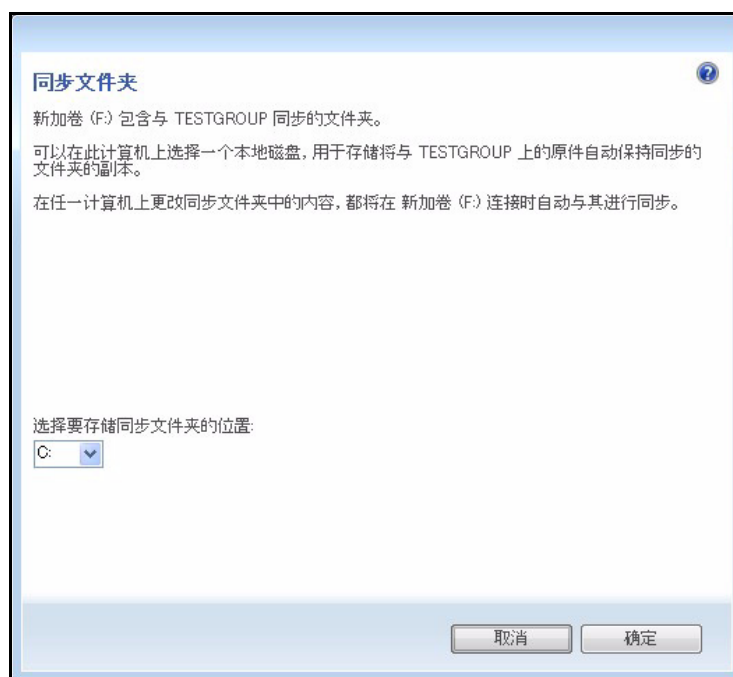 同步文件夹
新加卷 (F:) 包含与 TESTGROUP 同步的文件夹。
可以在此计算机上选择一个本地磁盘, 用于存储将与 TESTGROUP 上的原件自动保持同步的
文件夹的副本。
在任一计算机上更改同步文件夹中的内容, 都将在 新加卷 (F:) 连接时自动与其进行同步。
选择要存储同步文件夹的位置:
C:
取消 确定